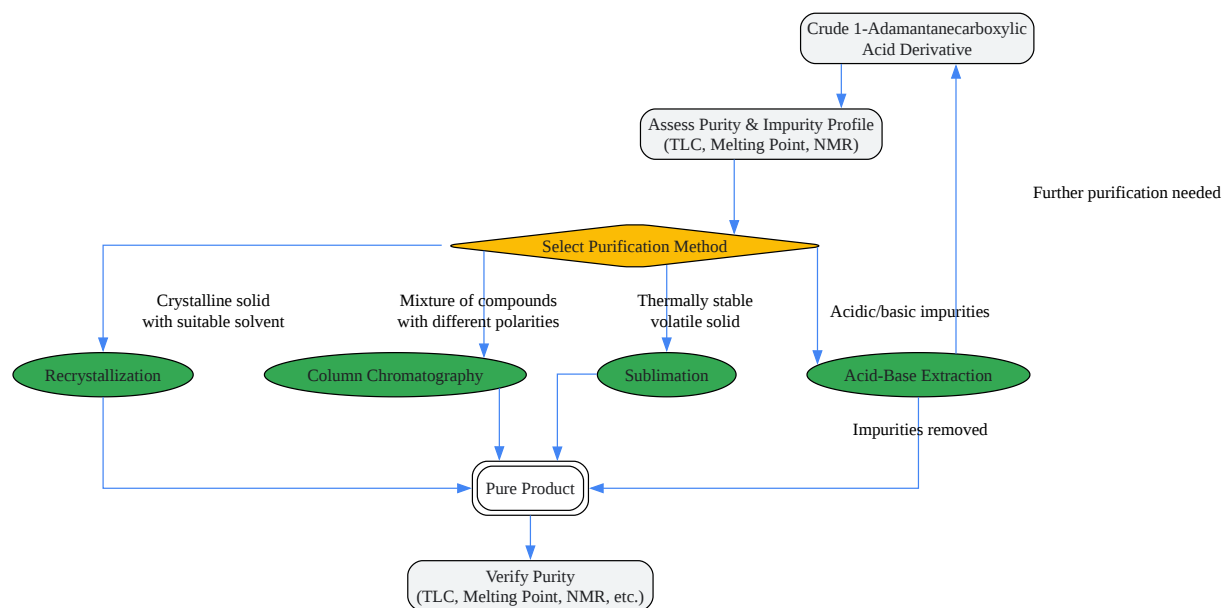 Crude 1-Adamantanecarboxylic
Acid Derivative
Assess Purity & Impurity Profile
(TLC, Melting Point, NMR)
Further purification needed
Select Purification Method
Crystalline solid
with suitable solvent
Mixture of compounds
with different polarities
Thermally stable
volatile solid
Acidic/basic impurities
Recrystallization
Column Chromatography
Sublimation
Acid-Base Extraction
Impurities removed
Pure Product
Verify Purity
(TLC, Melting Point, NMR, etc.)